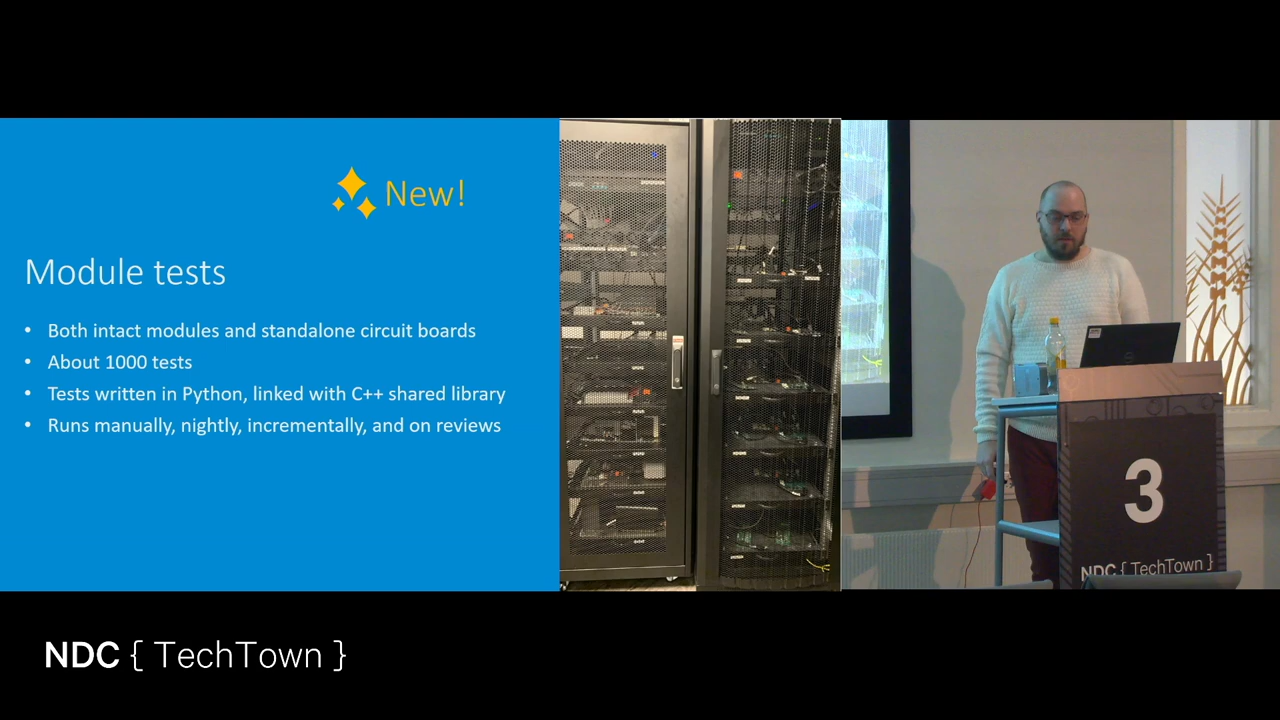 New!
Module tests
• Both intact modules and standalone circuit boards
• About 1000 tests
• Tests written in Python, linked with C++ shared library
• Runs manually, nightly, incrementally, and on reviews
3
NDC { TechTown }
NDC { TechTown }